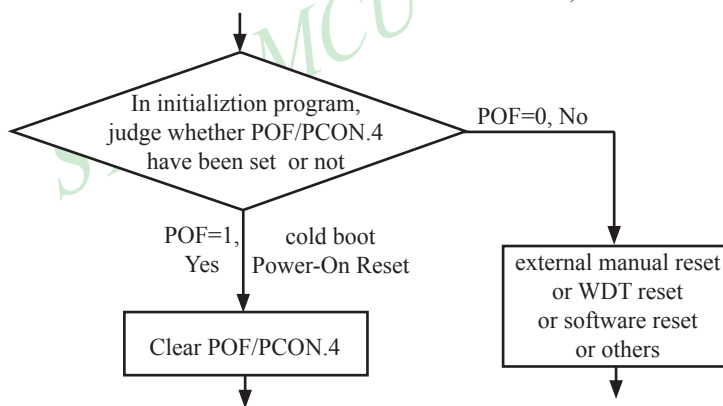 In initializtion program,
judge whether POF/PCON.4
have been set or not
POF=0, No
POF=1,
Yes
cold boot
Power-On Reset
external manual reset
or WDT reset
or software reset
or others
Clear POF/PCON.4
MCU